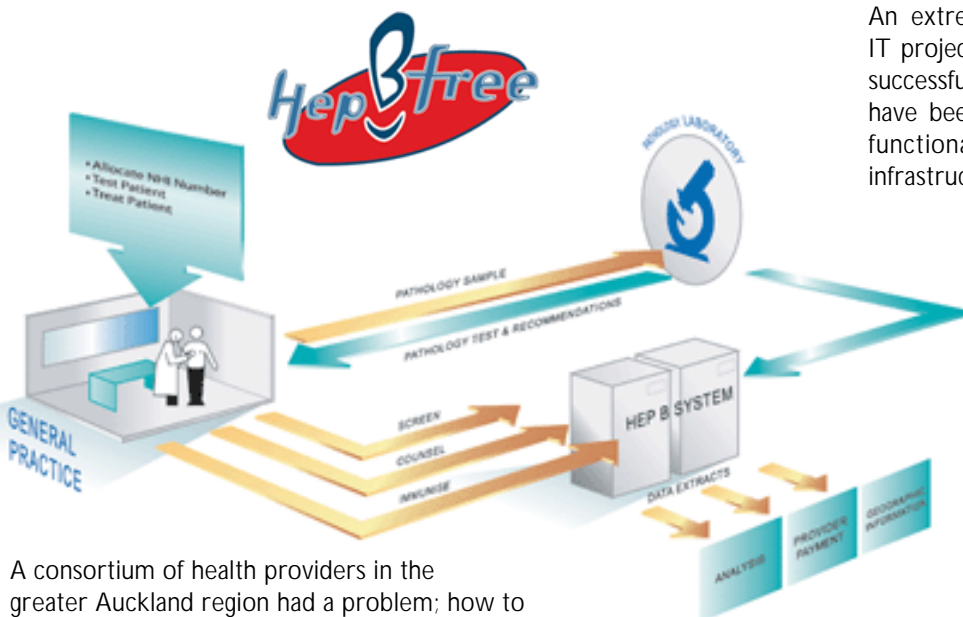 An extre
IT projec
successfu
have bee
functiona
infrastruc
Hep B free
• Allocate NHI Number
• Test Patient
• Treat Patient
LABORATORY
PATHOLOGY SAMPLE
PATHOLOGY TEST & RECOMMENDATIONS
GENERAL
PRACTICE
SCREEN
COUNSEL
IMMUNISE
HEP B SYSTEM
DATA EXTRACTS
ANALYSIS
PROVIDER
PAYMENT
GEOGRAPHIC
INFORMATION
A consortium of health providers in the
greater Auckland region had a problem; how to